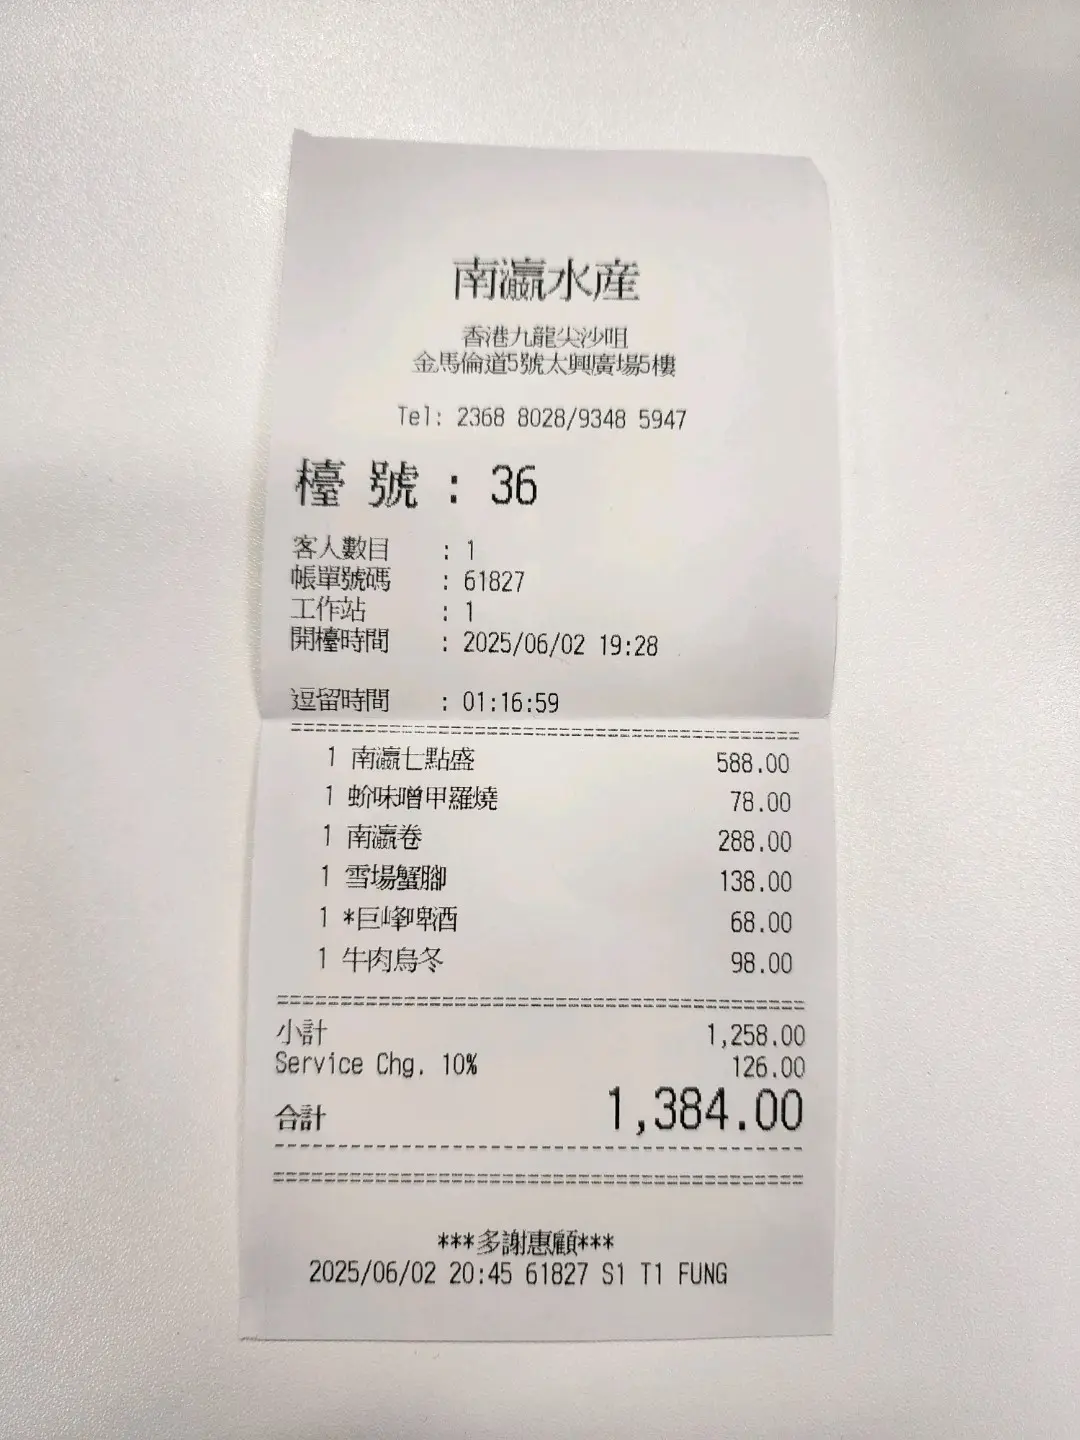 南瀛水産
香港九龍尖沙咀
金馬倫道5號太興廣場5樓
Tel: 2368 8028/9348 5947
檯 號 : 36
客人數目 : 1
帳單號碼 : 61827
工作站 : 1
開檯時間 : 2025/06/02 19:28
逗留時間 : 01:16:59
1 南瀛七點盛 588.00
1 蚧味噌甲羅燒 78.00
1 南瀛卷 288.00
1 雪場蟹腳 138.00
1 *巨峰啤酒 68.00
1 牛肉烏冬 98.00
小計 1,258.00
Service Chg. 10% 126.00
合計 1,384.00
***多謝惠顧***
2025/06/02 20:45 61827 S1 T1 FUNG